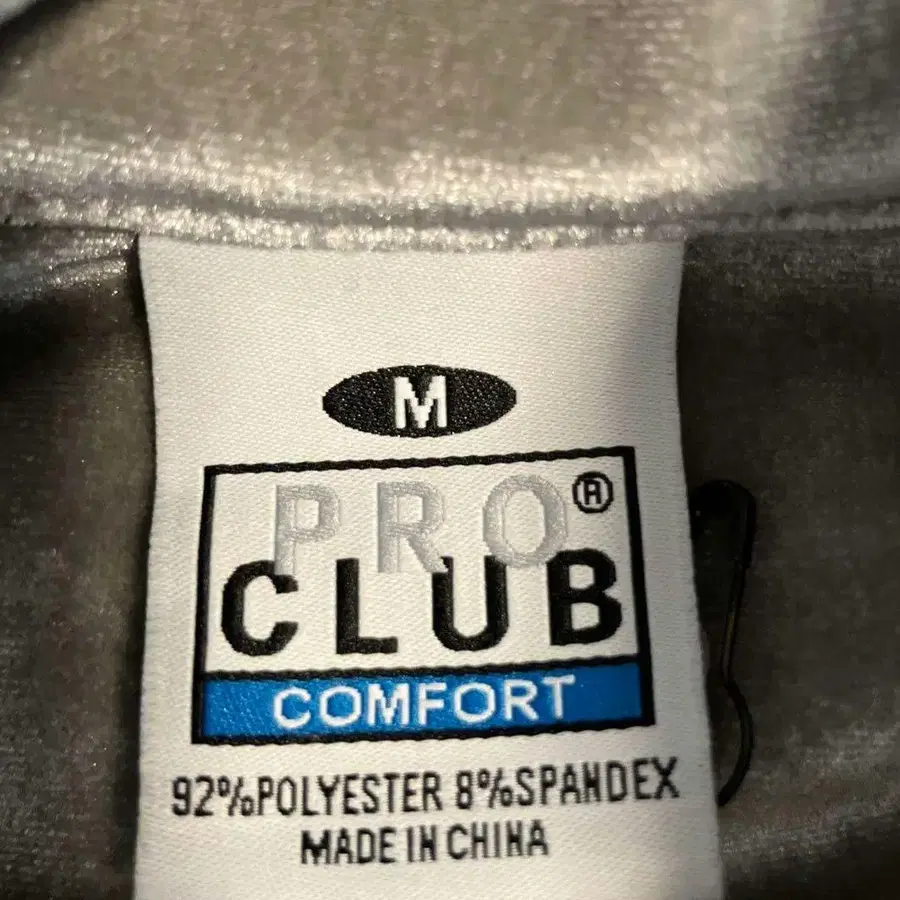 M
PRO®
CLUB
COMFORT
92%POLYESTER 8%SPANDEX
MADE IN CHINA